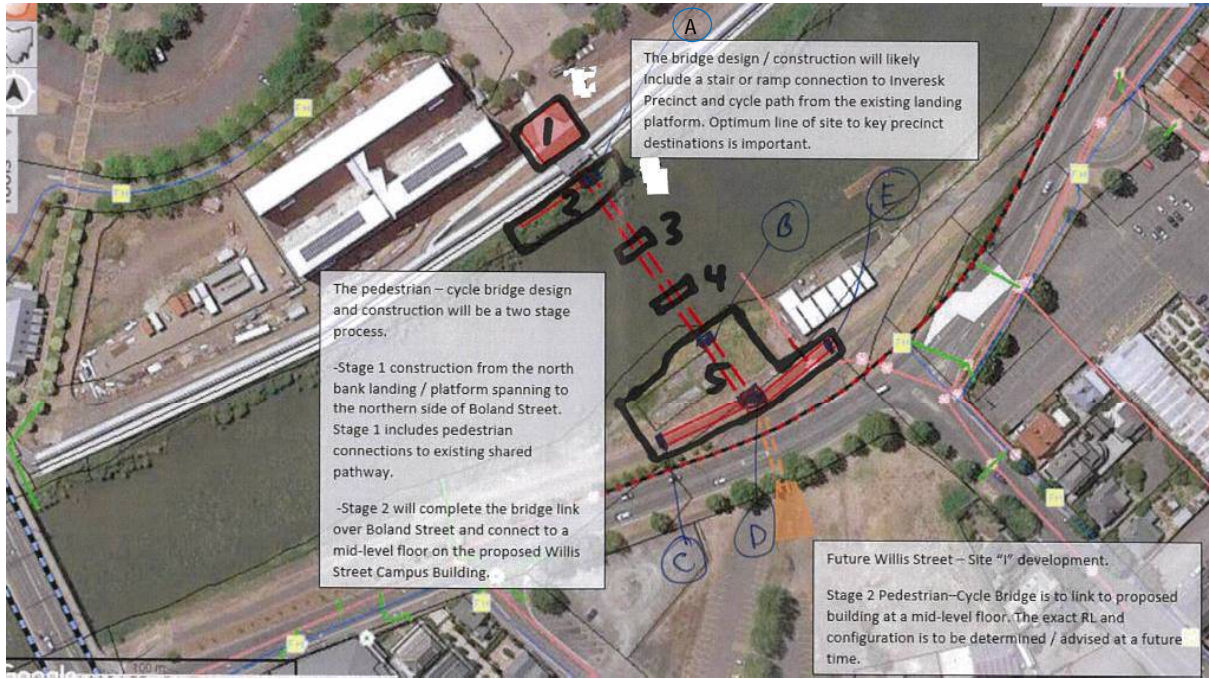 A
The bridge design / construction will likely
include a stair or ramp connection to Inveresk
Precinct and cycle path from the existing landing
platform. Optimum line of site to key precinct
destinations is important.
FH
1
2
3
4
5
B
E
FH
FH
FH
The pedestrian – cycle bridge design
and construction will be a two stage
process.
-Stage 1 construction from the north
bank landing / platform spanning to
the northern side of Boland Street.
Stage 1 includes pedestrian
connections to existing shared
pathway.
-Stage 2 will complete the bridge link
over Boland Street and connect to a
mid-level floor on the proposed Willis
Street Campus Building.
C
D
FH
FH
FH
Future Willis Street – Site "I" development.
Stage 2 Pedestrian–Cycle Bridge is to link to proposed
building at a mid-level floor. The exact RL and
configuration is to be determined / advised at a future
time.
Google
100 m